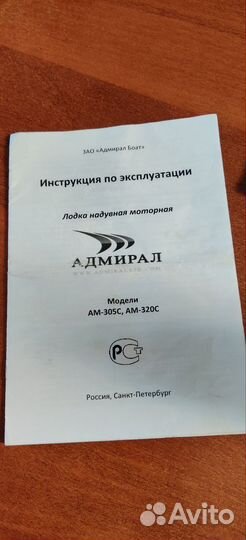 ЗАО «Адмирал Боат»
Инструкция по эксплуатации
Лодка надувная моторная
АДМИРАЛ
Модели
АМ-305С, АМ-320С
РСТ
Россия, Санкт-Петербург
Avito